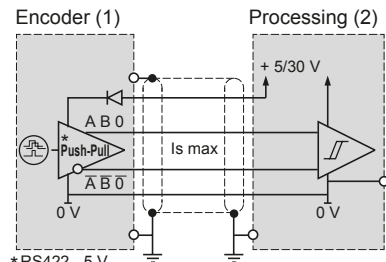 Encoder (1) Processing (2)
+ 5/30 V
A B 0
* Push-Pull Is max
A̅ B̅ 0̅
0 V 0 V
* RS422 - 5 V